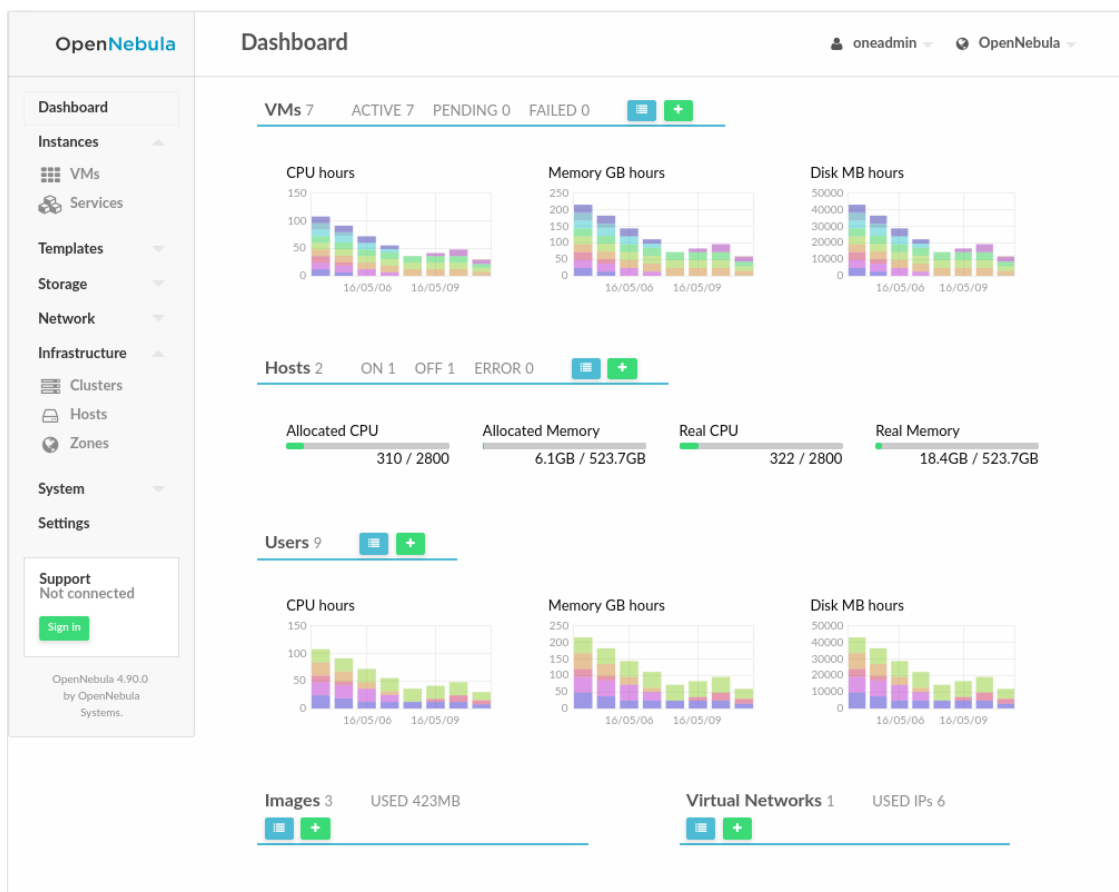 OpenNebula
Dashboard
oneadmin
OpenNebula
Dashboard
Instances
VMs
Services
Templates
Storage
Network
Infrastructure
Clusters
Hosts
Zones
System
Settings
Support
Not connected
Sign in
OpenNebula 4.90.0
by OpenNebula
Systems.
VMs 7 ACTIVE 7 PENDING 0 FAILED 0
CPU hours
150
100
50
0
16/05/06 16/05/09
Memory GB hours
250
200
150
100
50
0
16/05/06 16/05/09
Disk MB hours
50000
40000
30000
20000
10000
0
16/05/06 16/05/09
Hosts 2 ON 1 OFF 1 ERROR 0
Allocated CPU
310 / 2800
Allocated Memory
6.1GB / 523.7GB
Real CPU
322 / 2800
Real Memory
18.4GB / 523.7GB
Users 9
CPU hours
150
100
50
0
16/05/06 16/05/09
Memory GB hours
250
200
150
100
50
0
16/05/06 16/05/09
Disk MB hours
50000
40000
30000
20000
10000
0
16/05/06 16/05/09
Images 3 USED 423MB
Virtual Networks 1 USED IPs 6